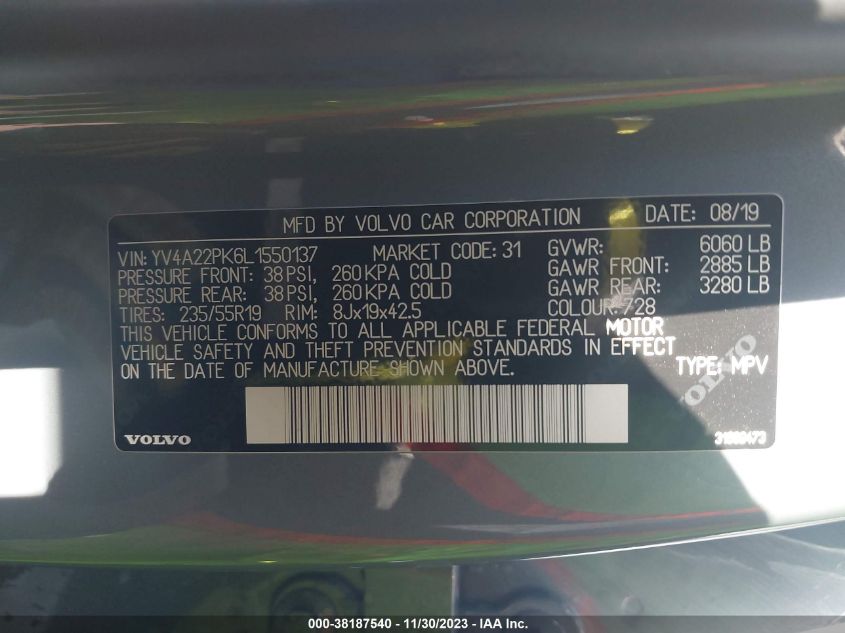 MFD BY VOLVO CAR CORPORATION DATE: 08/19
VIN: YV4A22PK6L1550137 MARKET CODE: 31 GVWR: 6060 LB
PRESSURE FRONT: 38 PSI, 260 KPA COLD GAWR FRONT: 2885 LB
PRESSURE REAR: 38 PSI, 260 KPA COLD GAWR REAR: 3280 LB
TIRES: 235/55R19 RIM: 8Jx19x42.5 COLOUR: 728
THIS VEHICLE CONFORMS TO ALL APPLICABLE FEDERAL MOTOR
VEHICLE SAFETY AND THEFT PREVENTION STANDARDS IN EFFECT
ON THE DATE OF MANUFACTURE SHOWN ABOVE. TYPE: MPV
VOLVO
VOLVO
000-38187540 - 11/30/2023 - IAA Inc.